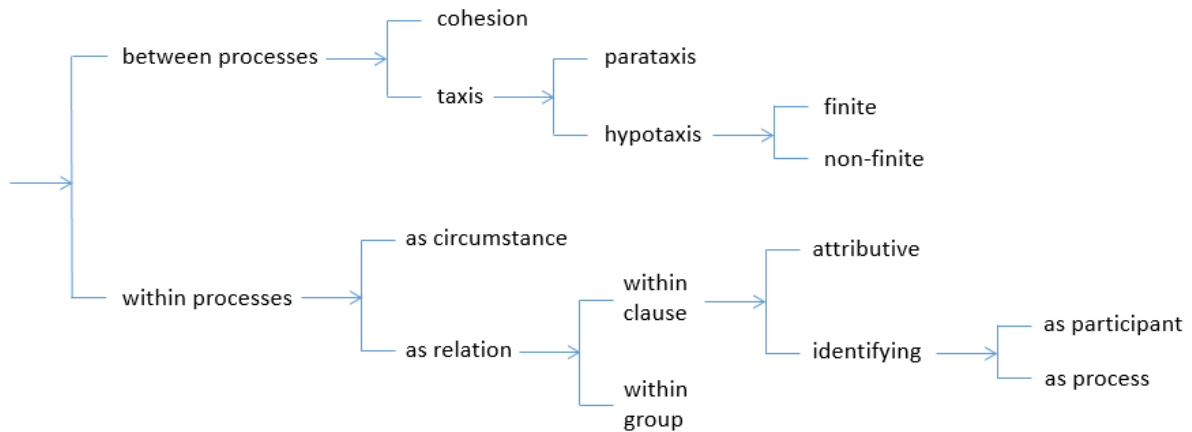 cohesion
between processes
parataxis
taxis
finite
hypotaxis
non-finite
as circumstance
attributive
within
clause
within processes
as participant
as relation
identifying
as process
within
group